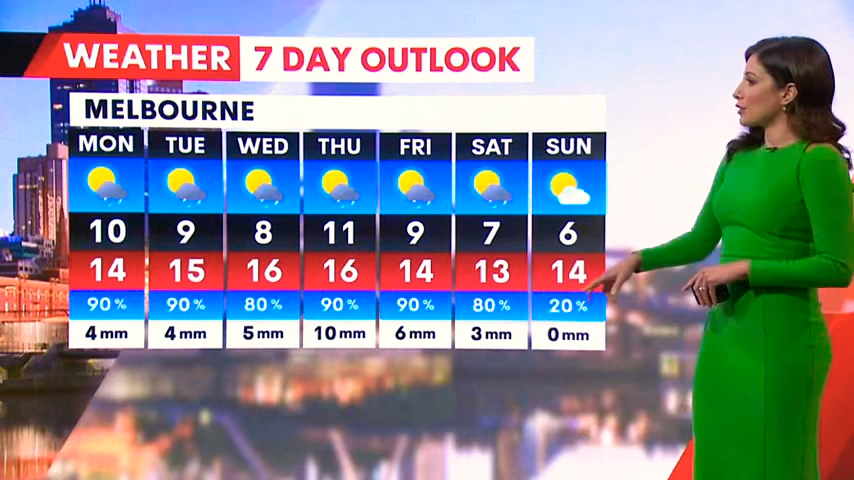 WEATHER 7 DAY OUTLOOK
MELBOURNE
MON TUE WED THU FRI SAT SUN
10 9 8 11 9 7 6
14 15 16 16 14 13 14
90% 90% 80% 90% 90% 80% 20%
4mm 4mm 5mm 10mm 6mm 3mm 0mm